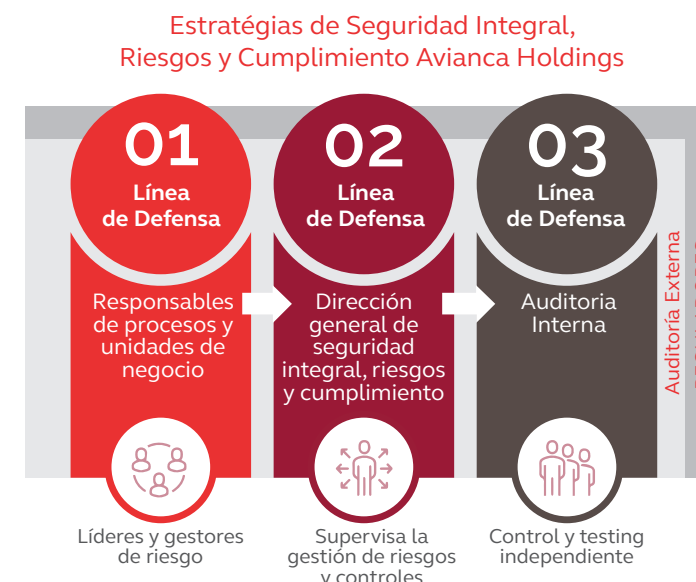 Estratégias de Seguridad Integral,
Riesgos y Cumplimiento Avianca Holdings
01
Línea
de Defensa
02
Línea
de Defensa
03
Línea
de Defensa
Responsables
de procesos y
unidades de
negocio
Dirección
general de
seguridad
integral, riesgos
y cumplimiento
Auditoria
Interna
Auditoría Externa
Líderes y gestores
de riesgo
Supervisa la
gestión de riesgos
y controles
Control y testing
independiente